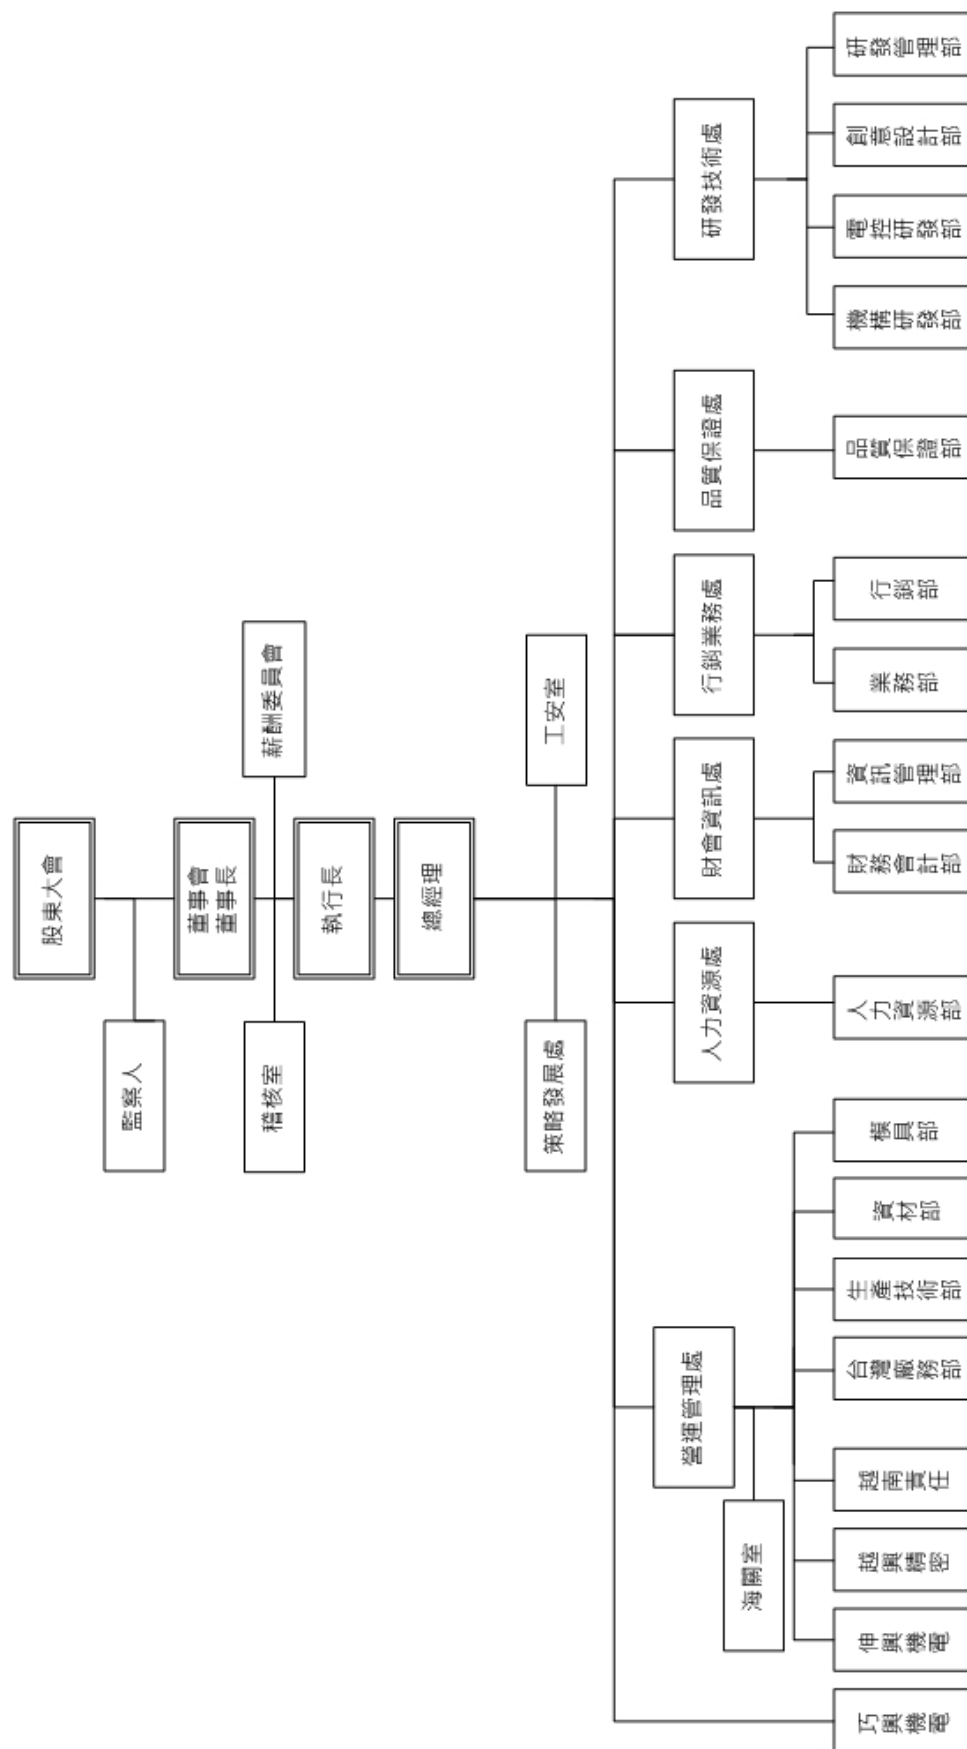 股東大會
監察人
董事會
董事長
薪酬委員會
稽核室
執行長
總經理
工安室
策略發展處
巧興機電
營運管理處
海關室
伸興機電
越興精密
越南責任
台灣廠務部
生產技術部
資材部
模具部
人力資源處
人力資源部
財會資訊處
財務會計部
資訊管理部
行銷業務處
業務部
行銷部
品質保證處
品質保證部
研發技術處
機構研發部
電控研發部
創意設計部
研發管理部